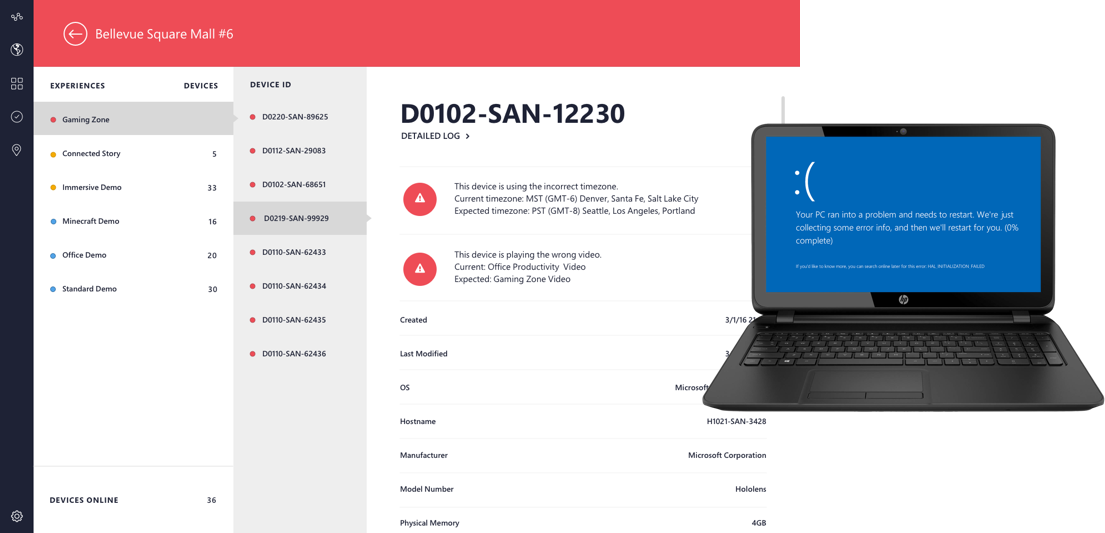 Bellevue Square Mall #6
EXPERIENCES DEVICES
Gaming Zone
Connected Story 5
Immersive Demo 33
Minecraft Demo 16
Office Demo 20
Standard Demo 30
DEVICES ONLINE 36
DEVICE ID
D0220-SAN-89625
D0112-SAN-29083
D0102-SAN-68651
D0219-SAN-99929
D0110-SAN-62433
D0110-SAN-62434
D0110-SAN-62435
D0110-SAN-62436
D0102-SAN-12230
DETAILED LOG >
This device is using the incorrect timezone.
Current timezone: MST (GMT-6) Denver, Santa Fe, Salt Lake City
Expected timezone: PST (GMT-8) Seattle, Los Angeles, Portland
This device is playing the wrong video.
Current: Office Productivity Video
Expected: Gaming Zone Video
Created 3/1/16 21
Last Modified 3
OS Microsoft
Hostname H1021-SAN-3428
Manufacturer Microsoft Corporation
Model Number Hololens
Physical Memory 4GB
:(
Your PC ran into a problem and needs to restart. We're just
collecting some error info, and then we'll restart for you. (0%
complete)
If you'd like to know more, you can search online later for this error: HAL_INITIALIZATION_FAILED
hp